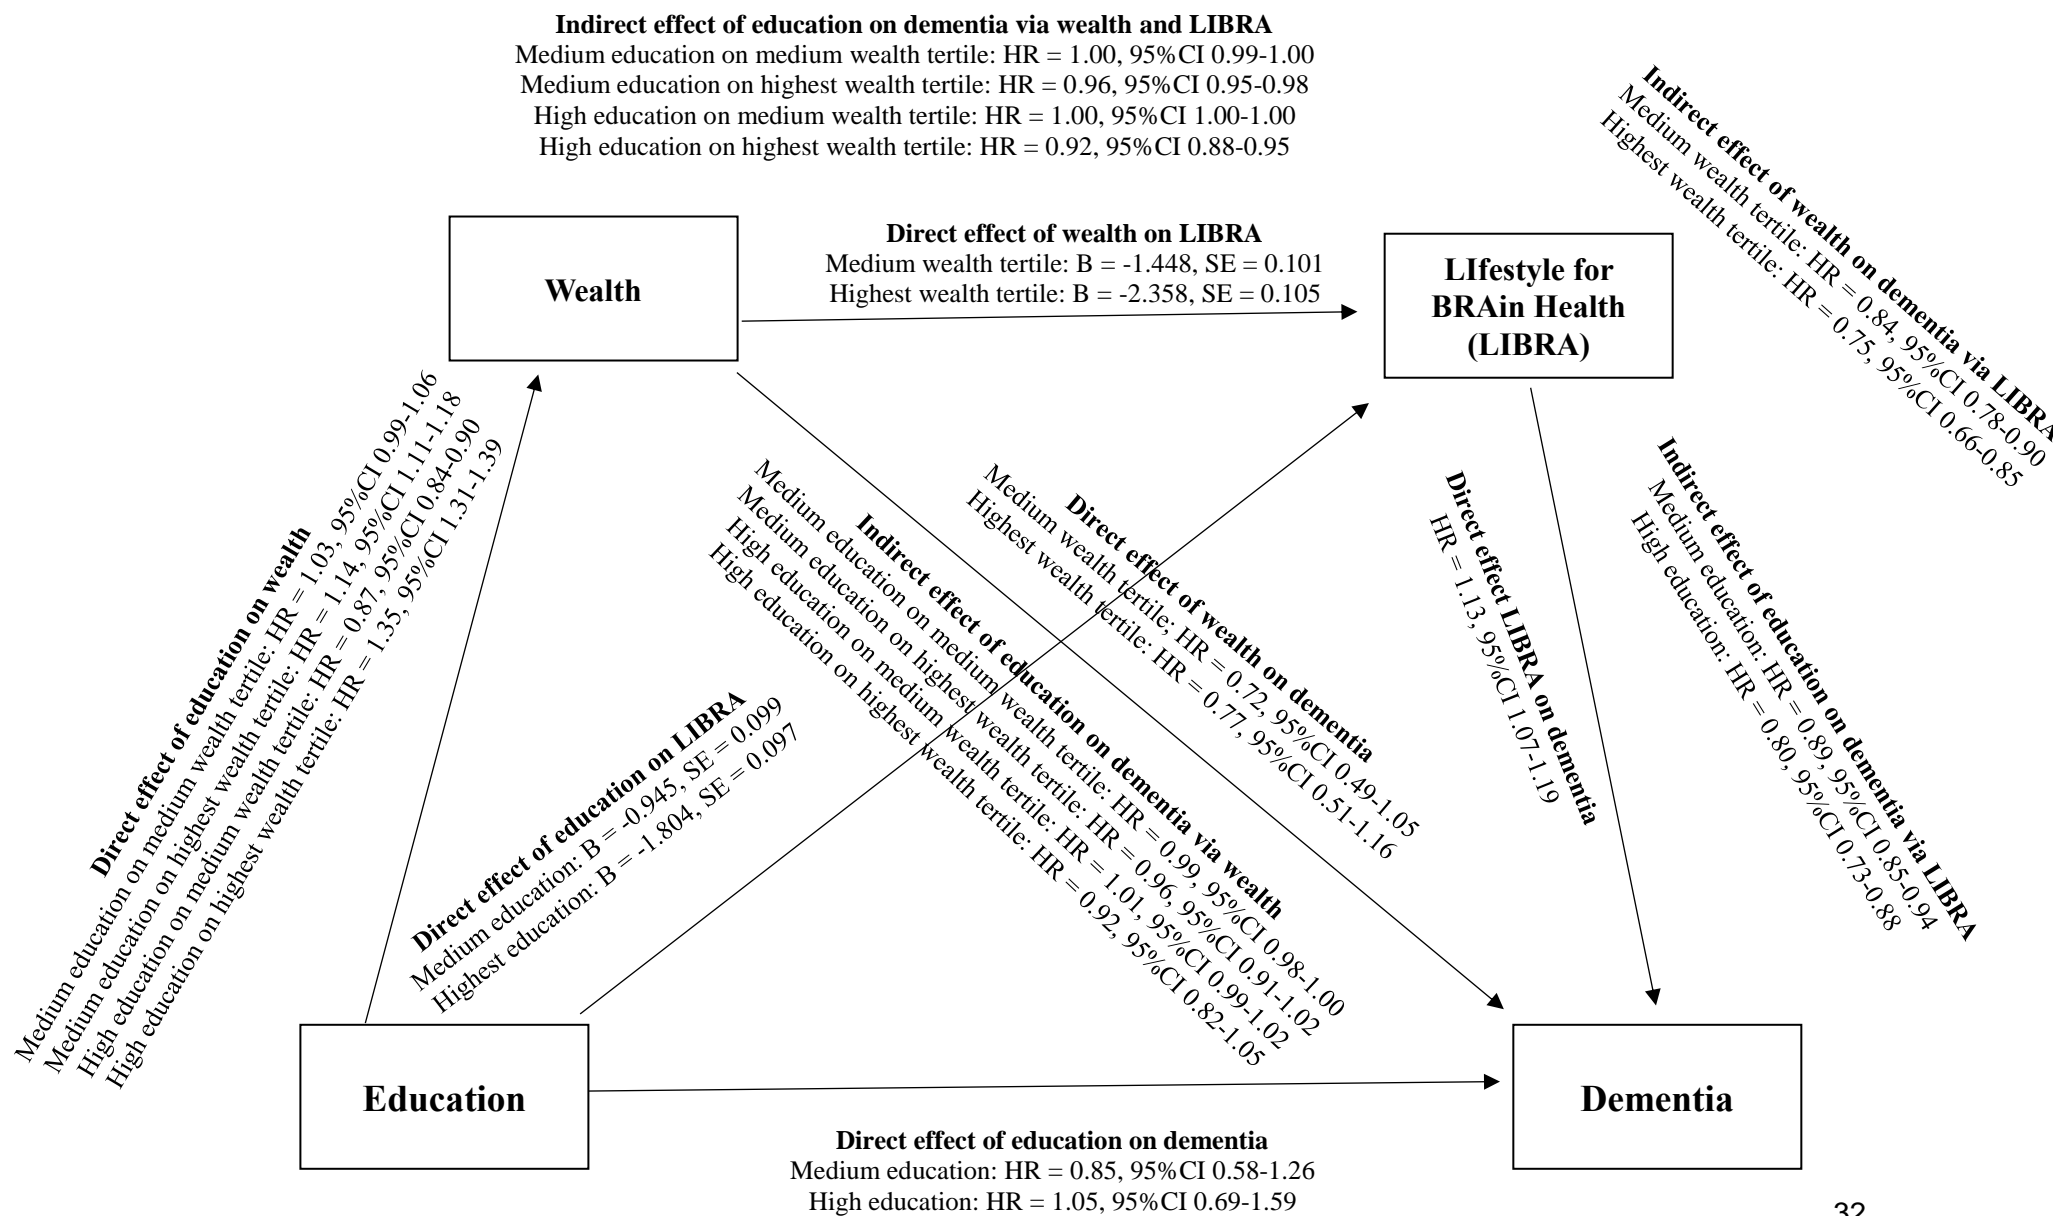 Indirect effect of education on dementia via wealth and LIBRA
Medium education on medium wealth tertile: HR = 1.00, 95%CI 0.99-1.00
Medium education on highest wealth tertile: HR = 0.96, 95%CI 0.95-0.98
High education on medium wealth tertile: HR = 1.00, 95%CI 1.00-1.00
High education on highest wealth tertile: HR = 0.92, 95%CI 0.88-0.95
Indirect effect of wealth on dementia via LIBRA
Medium wealth tertile: HR = 0.84, 95%CI 0.78-0.90
Highest wealth tertile: HR = 0.75, 95%CI 0.66-0.85
Wealth
Direct effect of wealth on LIBRA
Medium wealth tertile: B = -1.448, SE = 0.101
Highest wealth tertile: B = -2.358, SE = 0.105
LIfestyle for
BRAin Health
(LIBRA)
Direct effect of education on wealth
Medium education on medium wealth tertile: HR = 1.03, 95%CI 0.99-1.06
Medium education on highest wealth tertile: HR = 1.14, 95%CI 1.11-1.18
High education on medium wealth tertile: HR = 0.87, 95%CI 0.84-0.90
High education on highest wealth tertile: HR = 1.35, 95%CI 1.31-1.39
Direct effect of education on LIBRA
Medium education: B = -0.945, SE = 0.099
Highest education: B = -1.804, SE = 0.097
Indirect effect of education on dementia via wealth
Medium education on medium wealth tertile: HR = 0.99, 95%CI 0.98-1.00
Medium education on highest wealth tertile: HR = 0.96, 95%CI 0.91-1.02
High education on medium wealth tertile: HR = 1.01, 95%CI 0.99-1.02
High education on highest wealth tertile: HR = 0.92, 95%CI 0.82-1.05
Direct effect of wealth on dementia
Medium wealth tertile; HR = 0.72, 95%CI 0.49-1.05
Highest wealth tertile: HR = 0.77, 95%CI 0.51-1.16
Direct effect LIBRA on dementia
HR = 1.13, 95%CI 1.07-1.19
Indirect effect of education on dementia via LIBRA
Medium education: HR = 0.89, 95%CI 0.85-0.94
High education: HR = 0.80, 95%CI 0.73-0.88
Education
Dementia
Direct effect of education on dementia
Medium education: HR = 0.85, 95%CI 0.58-1.26
High education: HR = 1.05, 95%CI 0.69-1.59
32